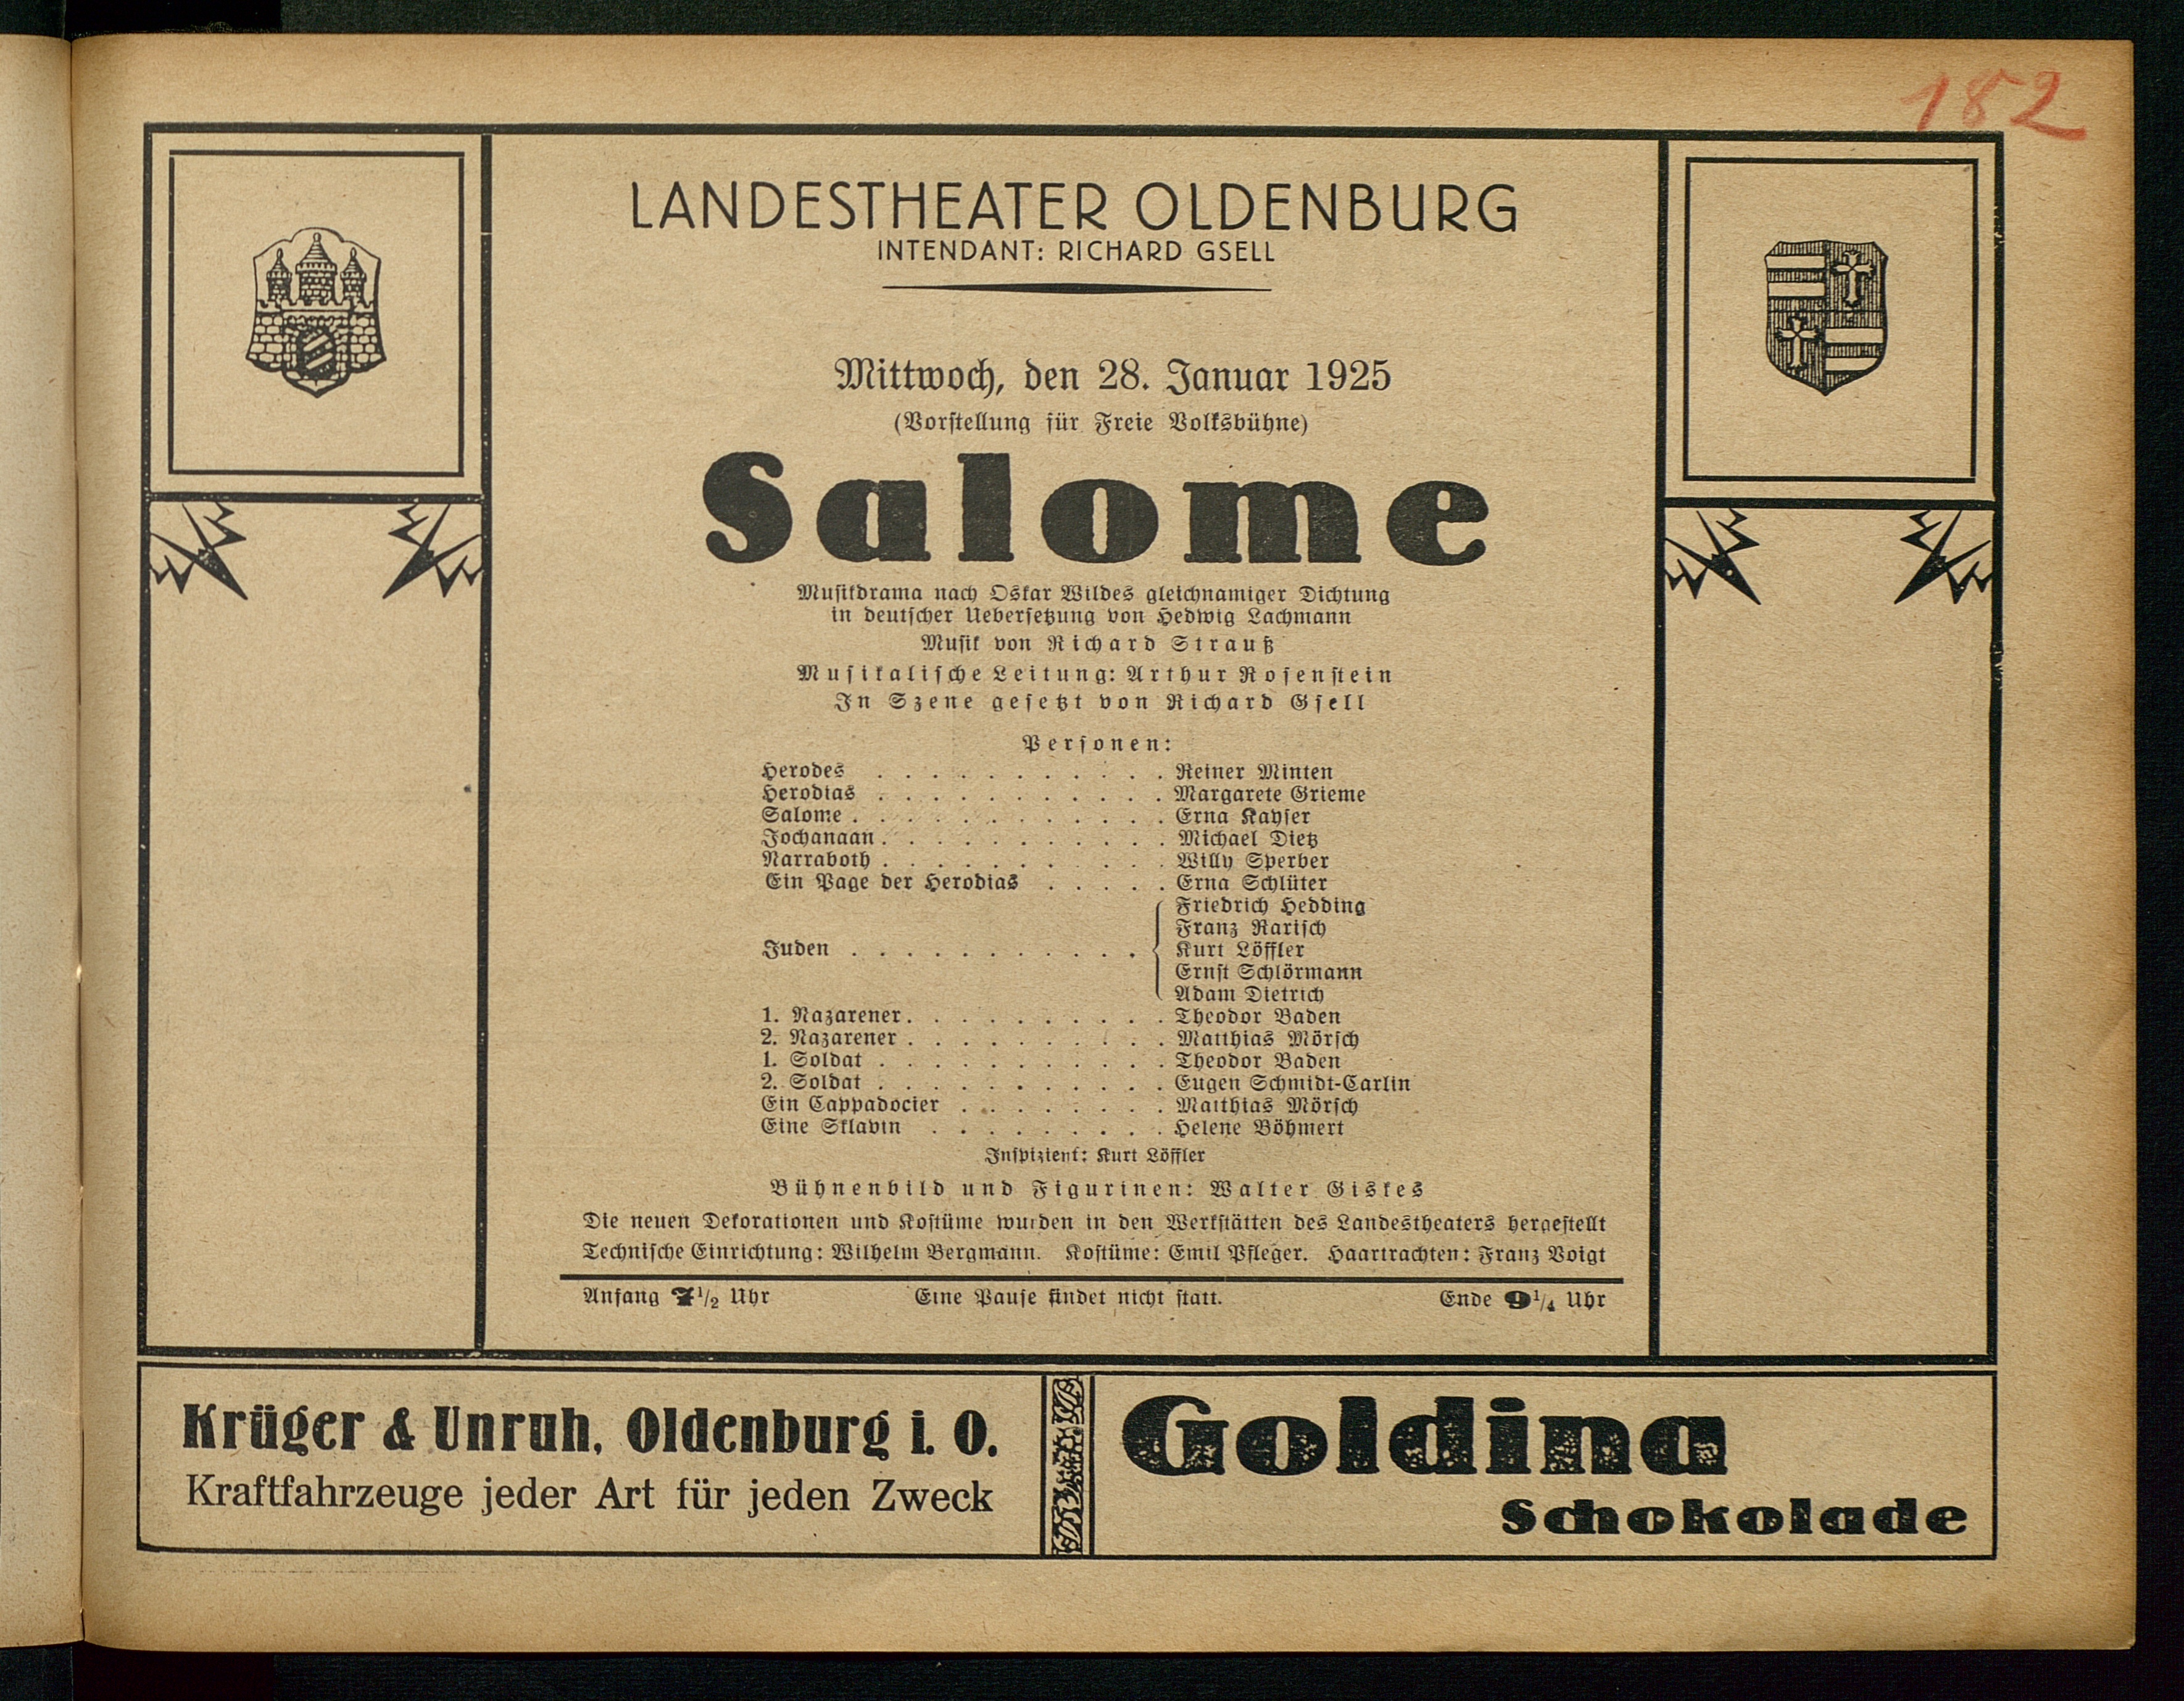 182
LANDESTHEATER OLDENBURG
INTENDANT: RICHARD GSELL
Mittwoch, den 28. Januar 1925
(Vorstellung für Freie Volksbühne)
Salome
Musikdrama nach Oskar Wildes gleichnamiger Dichtung
in deutscher Uebersetzung von Hedwig Lachmann
Musik von Richard Strauß
Musikalische Leitung: Arthur Rosenstein
In Szene gesetzt von Richard Gsell
Personen:
Herodes . . . . . . . . . . . Reiner Minten
Herodias . . . . . . . . . . . Margarete Grieme
Salome . . . . . . . . . . . . Erna Kayser
Jochanaan . . . . . . . . . . . Michael Dietz
Narraboth . . . . . . . . . . . Willy Sperber
Ein Page der Herodias . . . . . Erna Schlüter
Friedrich Hedding
Franz Rarisch
Juden . . . . . . . . . . . Kurt Löffler
Ernst Schlörmann
Adam Dietrich
1. Nazarener . . . . . . . . . . Theodor Baden
2. Nazarener . . . . . . . . . . Matthias Mörsch
1. Soldat . . . . . . . . . . . Theodor Baden
2. Soldat . . . . . . . . . . . Eugen Schmidt-Carlin
Ein Cappadocier . . . . . . . . Matthias Mörsch
Eine Sklavin . . . . . . . . . Helene Böhmert
Inspizient: Kurt Löffler
Bühnenbild und Figurinen: Walter Giskes
Die neuen Dekorationen und Kostüme wurden in den Werkstätten des Landestheaters hergestellt
Technische Einrichtung: Wilhelm Bergmann. Kostüme: Emil Pfleger. Haartrachten: Franz Voigt
Anfang 7 1/2 Uhr Eine Pause findet nicht statt. Ende 9 1/4 Uhr
Krüger & Unruh, Oldenburg i. O.
Kraftfahrzeuge jeder Art für jeden Zweck
Goldina
Schokolade